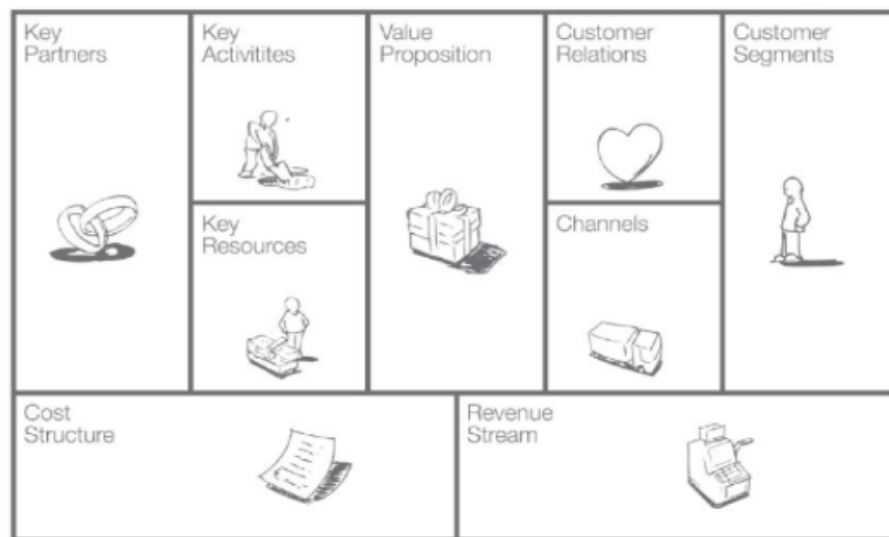 Key
Partners
Key
Activitites
Value
Proposition
Customer
Relations
Customer
Segments
Key
Resources
Channels
Cost
Structure
Revenue
Stream